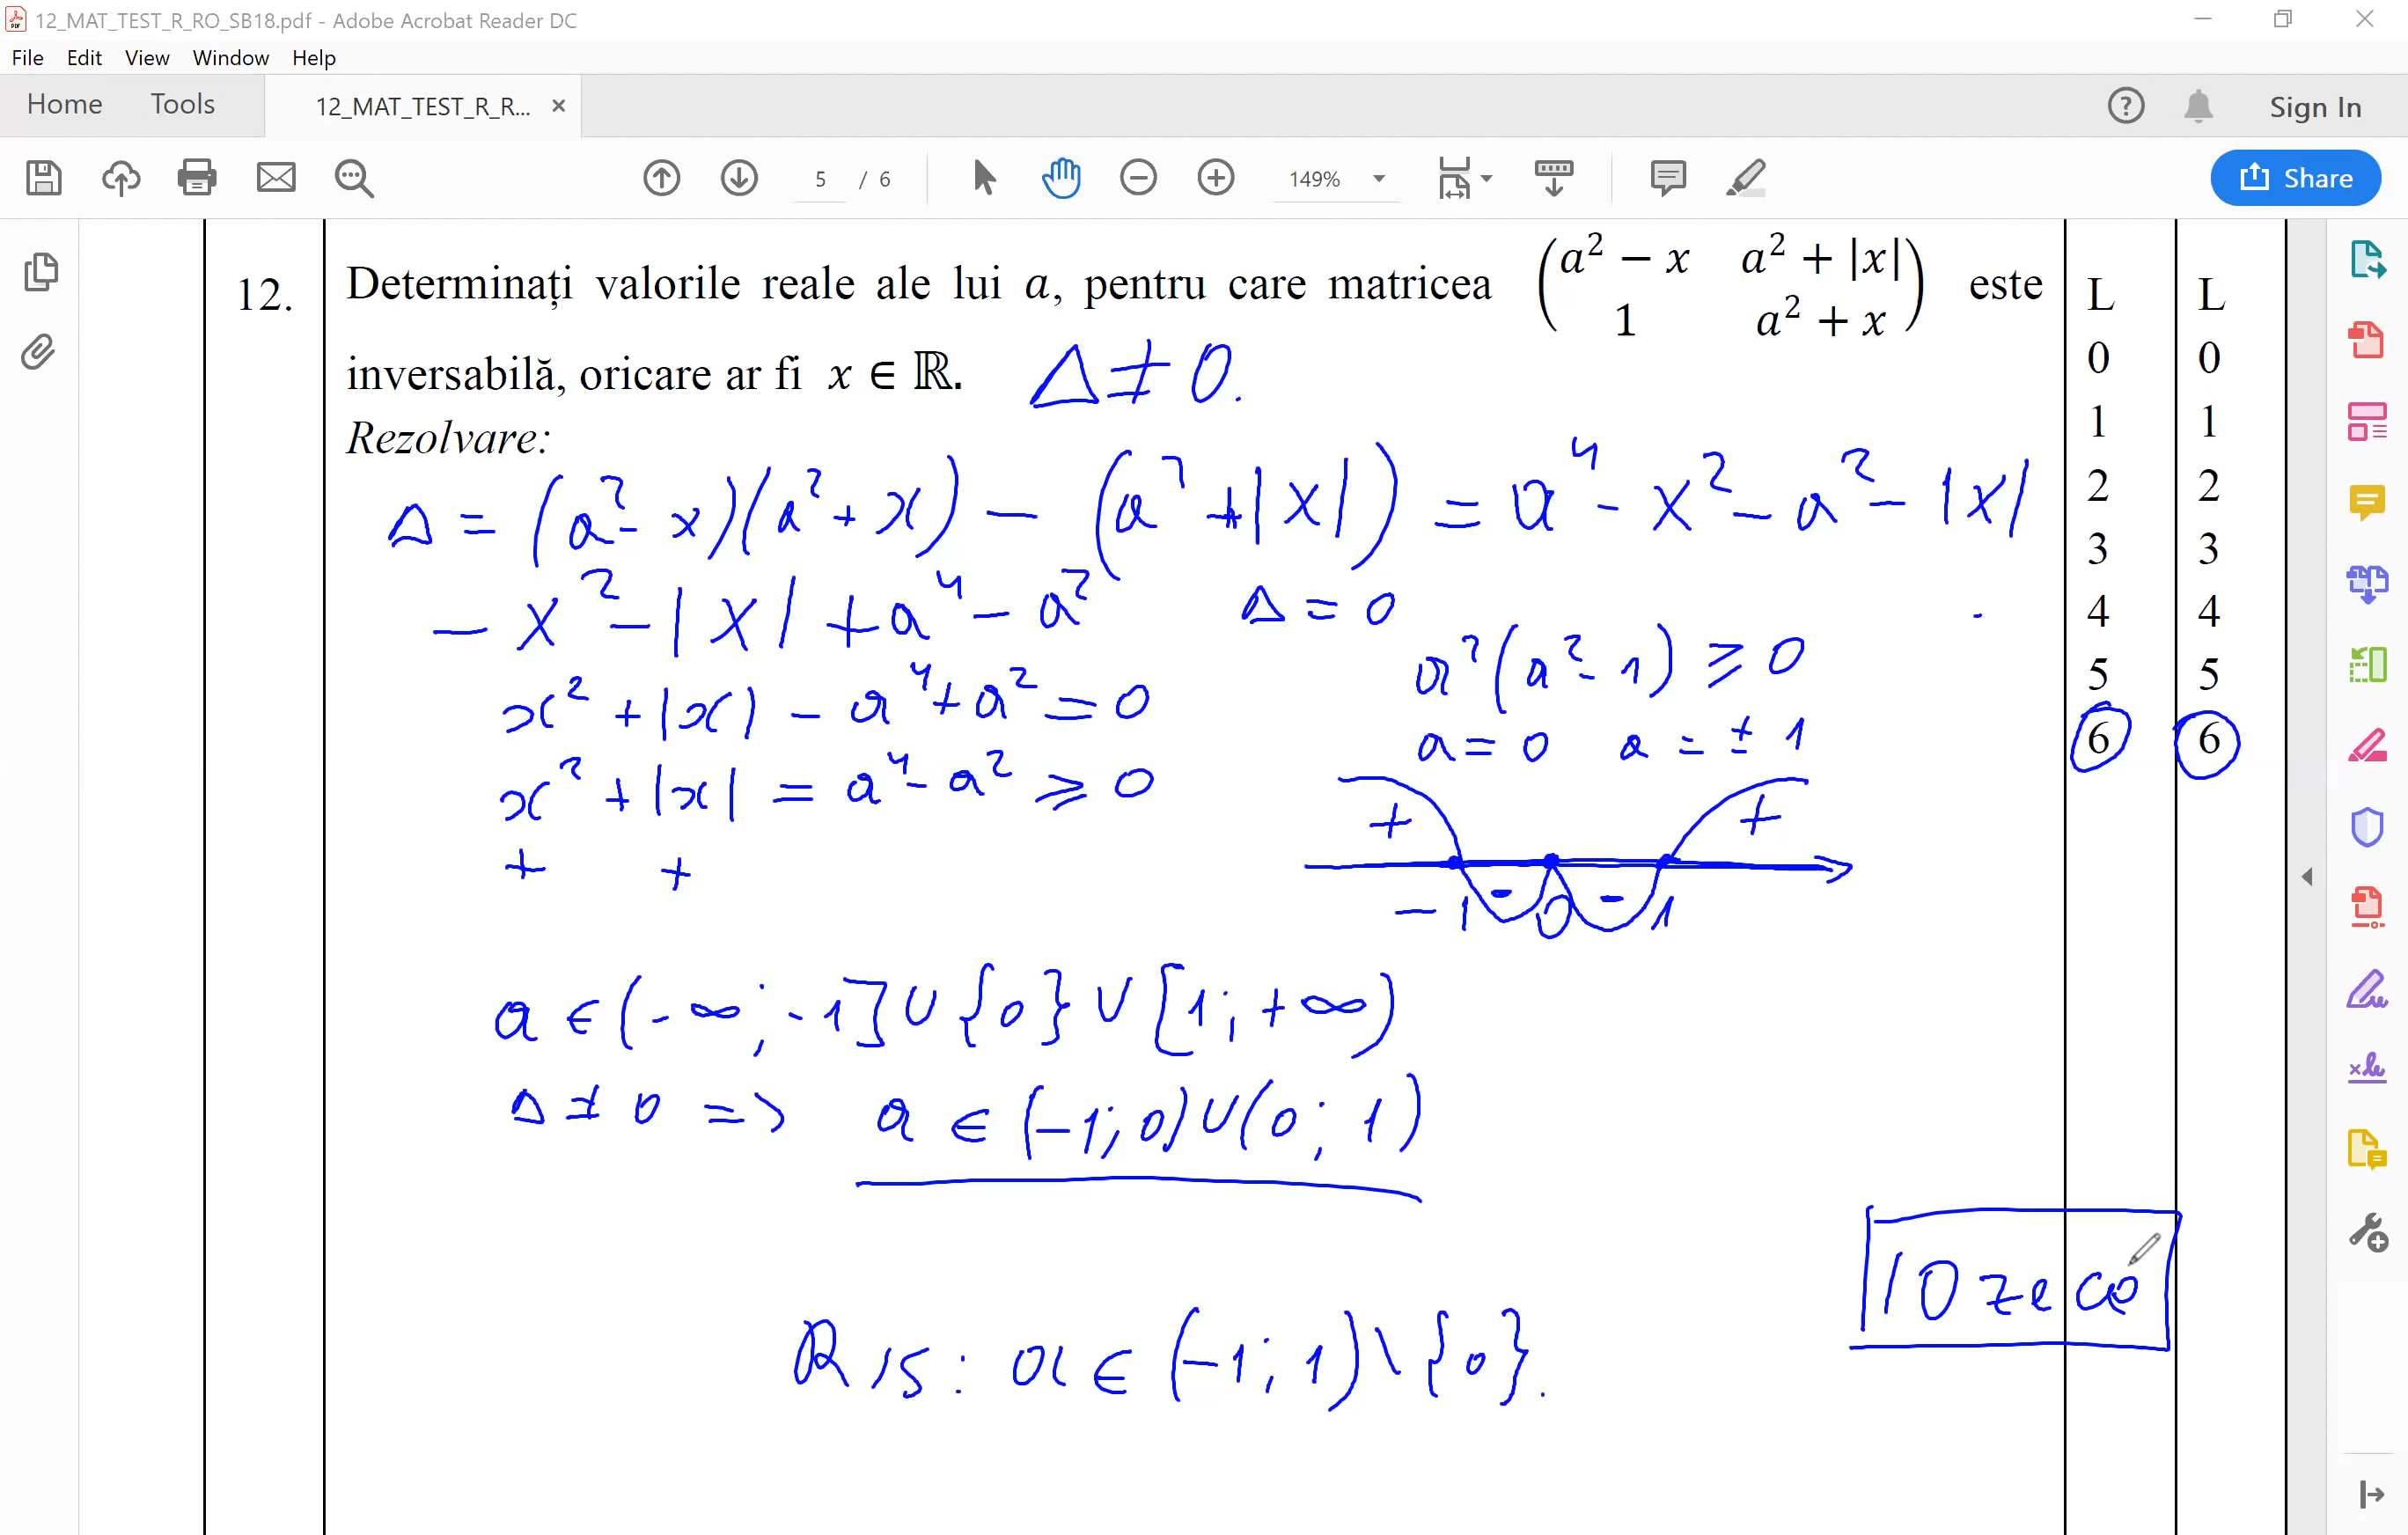 12_MAT_TEST_R_RO_SB18.pdf - Adobe Acrobat Reader DC
File Edit View Window Help
Home Tools 12_MAT_TEST_R_R... × Sign In
5 / 6 149% Share
12. Determinați valorile reale ale lui a, pentru care matricea (a² − x a² + |x| ; 1 a² + x) este
inversabilă, oricare ar fi x ∈ ℝ. Δ ≠ 0.
Rezolvare:
Δ = (a² - x)(a² + x) - (a² + |x|) = a⁴ - x² - a² - |x|
- x² - |x| + a⁴ - a² Δ = 0
a²(a² - 1) ⩾ 0
x² + |x| - a⁴ + a² = 0
a = 0 a = ± 1
x² + |x| = a⁴ - a² ⩾ 0
+ +
+ +
- -
-1 0 1
a ∈ (-∞; -1] ∪ {0} ∪ [1; +∞)
Δ ≠ 0 => a ∈ (-1; 0) ∪ (0; 1)
10 zece
R/s: a ∈ (-1; 1) \ {0}.
L L
0 0
1 1
2 2
3 3
4 4
5 5
6 6